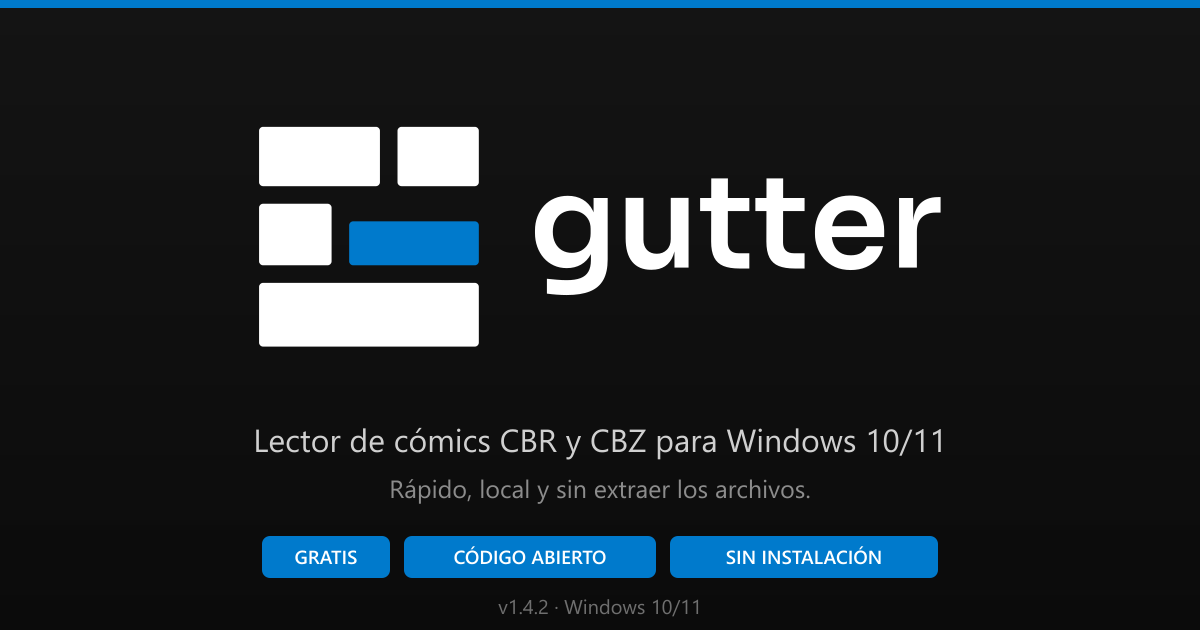 gutter
Lector de cómics CBR y CBZ para Windows 10/11
Rápido, local y sin extraer los archivos.
GRATIS
CÓDIGO ABIERTO
SIN INSTALACIÓN
v1.4.2 · Windows 10/11